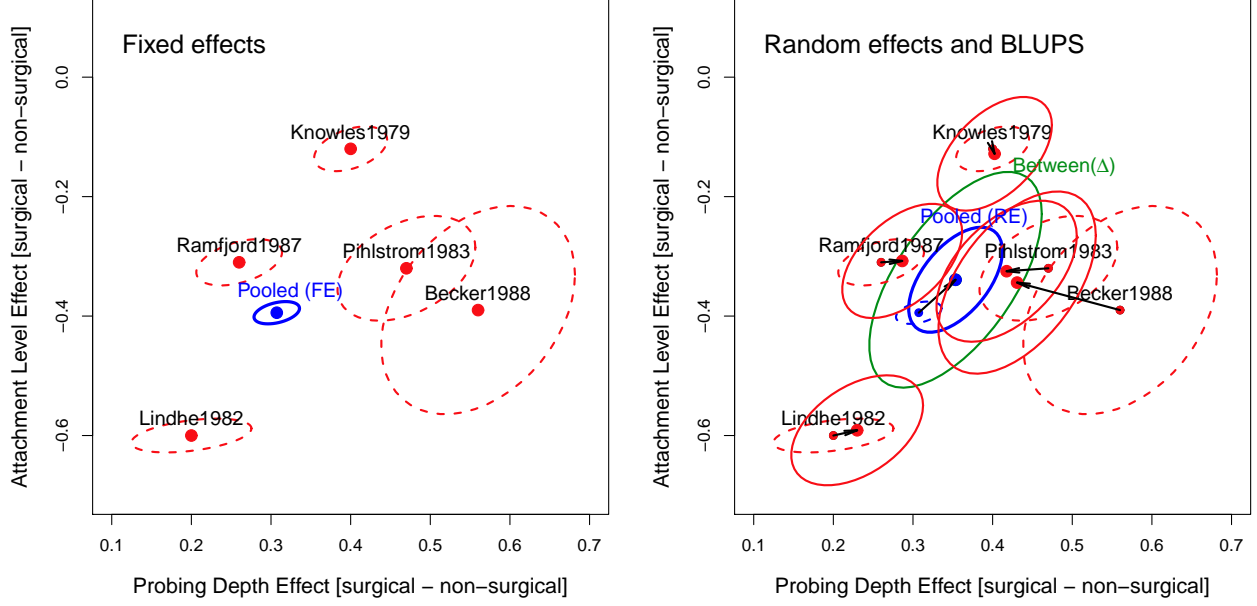 Fixed effects
Knowles1979
Ramfjord1987
Pihlstrom1983
Pooled (FE)
Becker1988
Lindhe1982
0.0
−0.2
−0.4
−0.6
Attachment Level Effect [surgical − non−surgical]
0.1 0.2 0.3 0.4 0.5 0.6 0.7
Probing Depth Effect [surgical − non−surgical]
Random effects and BLUPS
Knowles1979
Between(Δ)
Pooled (RE)
Ramfjord1987
Pihlstrom1983
Becker1988
Lindhe1982
0.0
−0.2
−0.4
−0.6
Attachment Level Effect [surgical − non−surgical]
0.1 0.2 0.3 0.4 0.5 0.6 0.7
Probing Depth Effect [surgical − non−surgical]